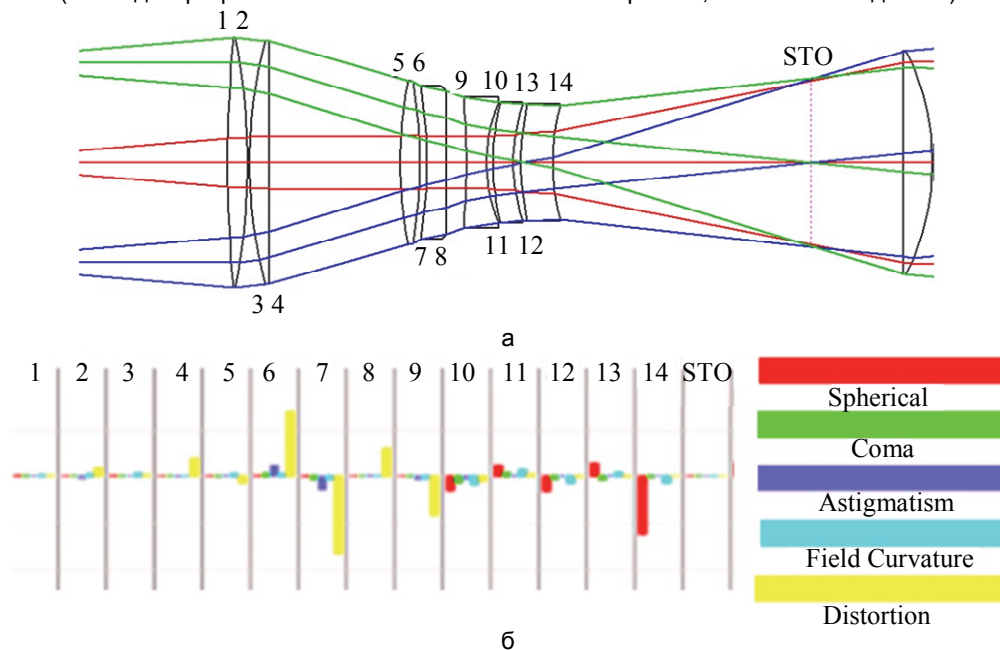 1 2
5 6
9 10 13 14
STO
7 8
11 12
3 4
а
1 2 3 4 5 6 7 8 9 10 11 12 13 14 STO
Spherical
Coma
Astigmatism
Field Curvature
Distortion
б